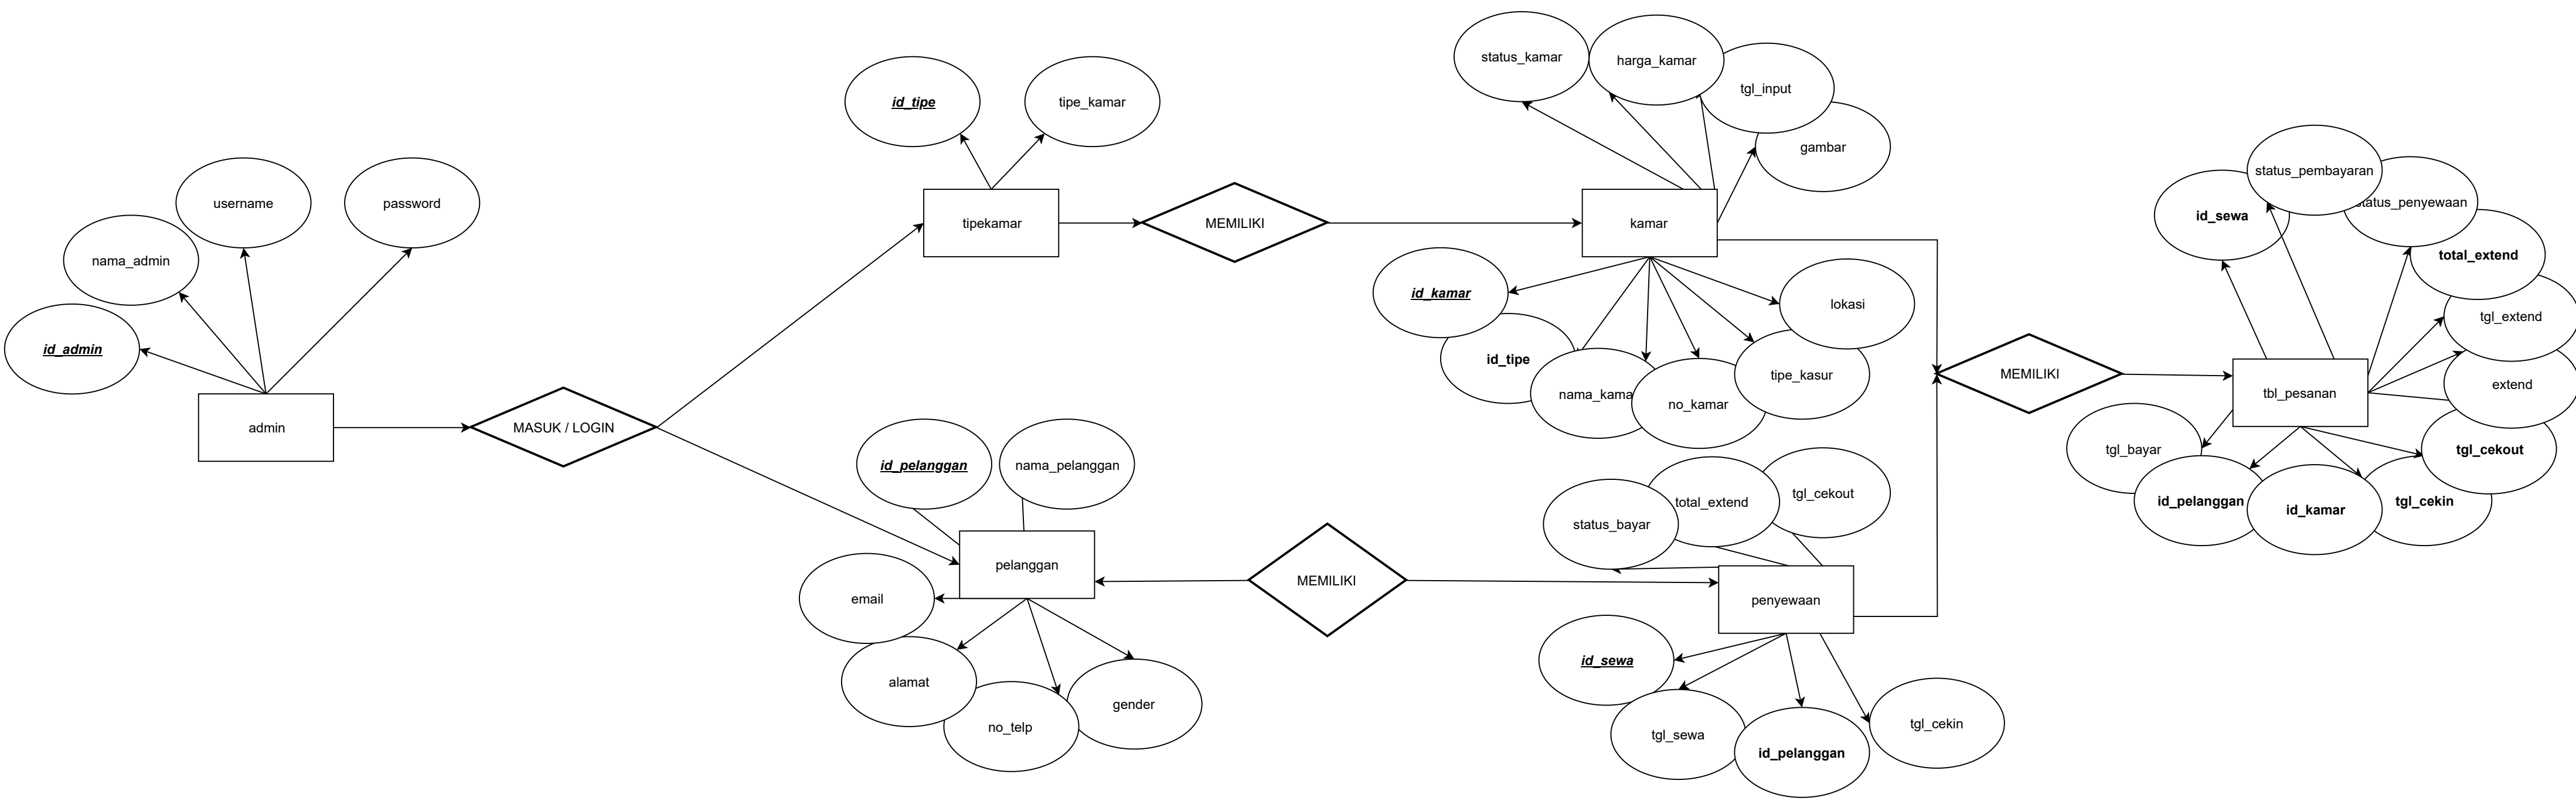 id_admin
nama_admin
username
password
admin
MASUK / LOGIN
id_tipe
tipe_kamar
tipekamar
MEMILIKI
status_kamar
harga_kamar
tgl_input
gambar
kamar
id_kamar
id_tipe
nama_kama
no_kamar
tipe_kasur
lokasi
id_pelanggan
nama_pelanggan
pelanggan
email
alamat
no_telp
gender
MEMILIKI
status_bayar
total_extend
tgl_cekout
penyewaan
id_sewa
tgl_sewa
id_pelanggan
tgl_cekin
MEMILIKI
id_sewa
status_pembayaran
status_penyewaan
total_extend
tgl_extend
extend
tbl_pesanan
tgl_bayar
id_pelanggan
id_kamar
tgl_cekin
tgl_cekout